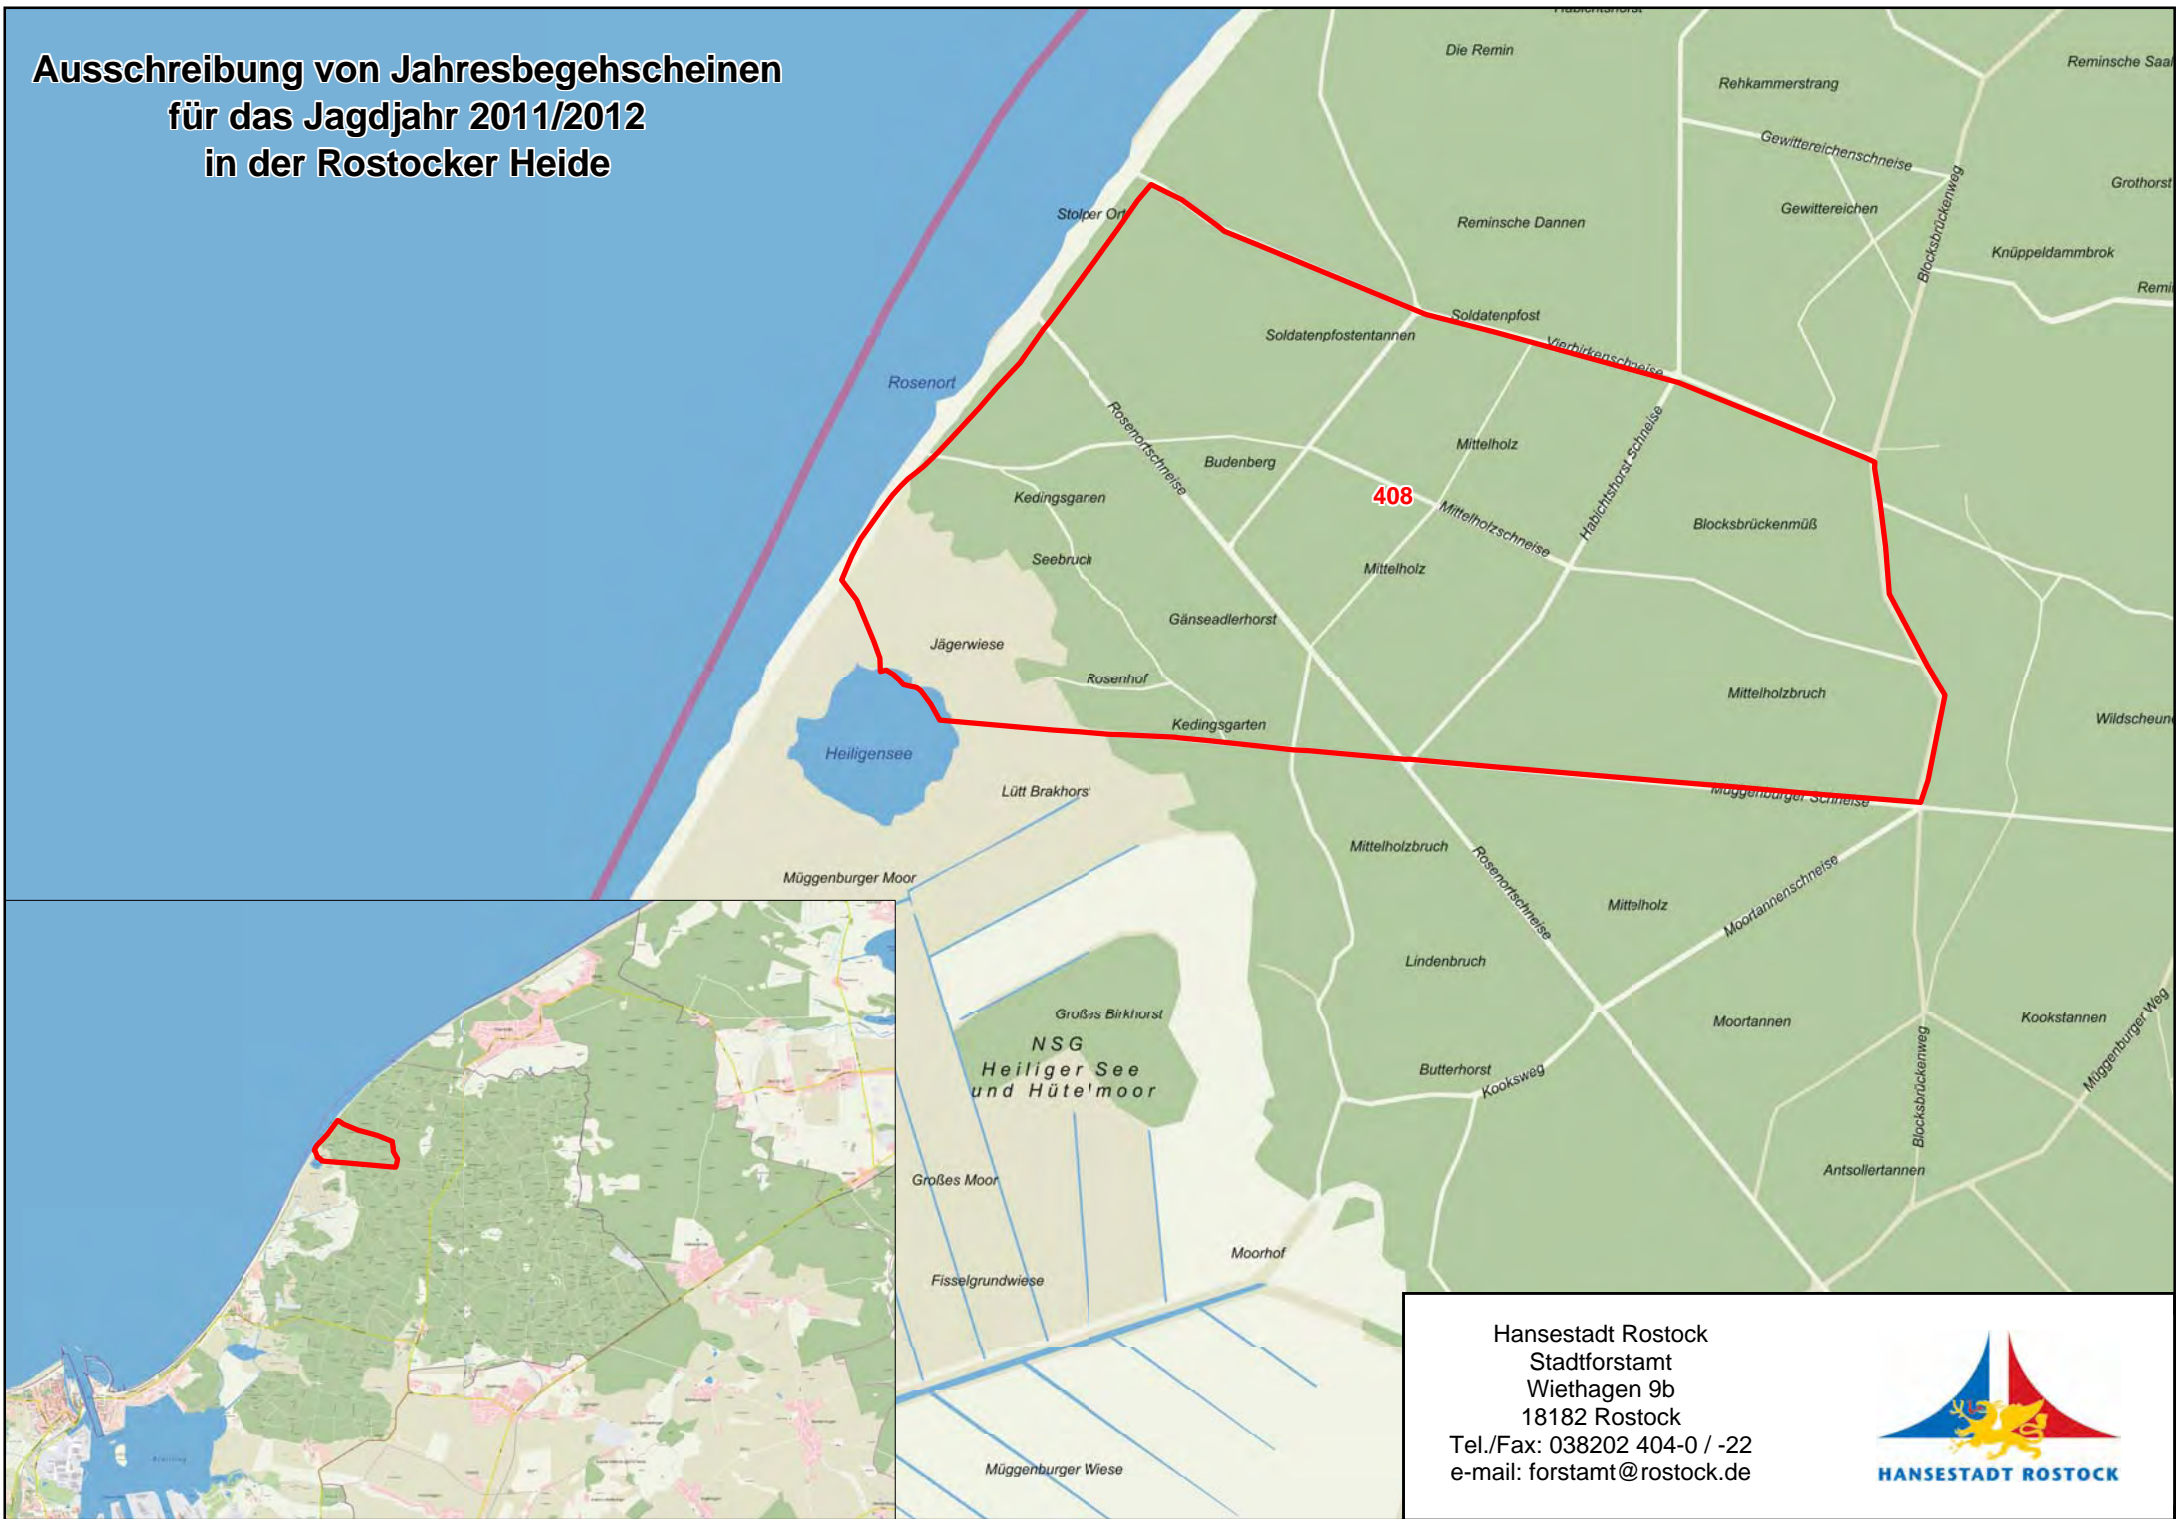 Ausschreibung von Jahresbegehscheinen
für das Jagdjahr 2011/2012
in der Rostocker Heide
Habichtshorst
Die Remin
Reminsche Saal
Rehkammerstrang
Gewittereichenschneise
Grothorst
Gewittereichen
Blocksbrückenweg
Stolper Ort
Reminsche Dannen
Knüppeldammbrok
Remi
Soldatenpfost
Soldatenpfostentannen
Vierbirkenschneise
Rosenort
Rosenortschneise
Habichtshorst Schneise
Mittelholz
Budenberg
408
Kedingsgaren
Mittelholzschneise
Blocksbrückenmüß
Seebruch
Mittelholz
Gänseadlerhorst
Jägerwiese
Rosenhof
Mittelholzbruch
Kedingsgarten
Wildscheun
Heiligensee
Lütt Brakhors
Müggenburger Schneise
Mittelholzbruch
Rosenortschneise
Müggenburger Moor
Moortannenschneise
Mittelholz
Lindenbruch
Großes Birkhorst
Moortannen
Kookstannen
Müggenburger Weg
NSG
Heiliger See
und Hütelmoor
Butterhorst
Kooksweg
Blocksbrückenweg
Großes Moor
Antsollertannen
Moorhof
Fisselgrundwiese
Müggenburger Wiese
Breitling
Hansestadt Rostock
Stadtforstamt
Wiethagen 9b
18182 Rostock
Tel./Fax: 038202 404-0 / -22
e-mail: forstamt@rostock.de
HANSESTADT ROSTOCK